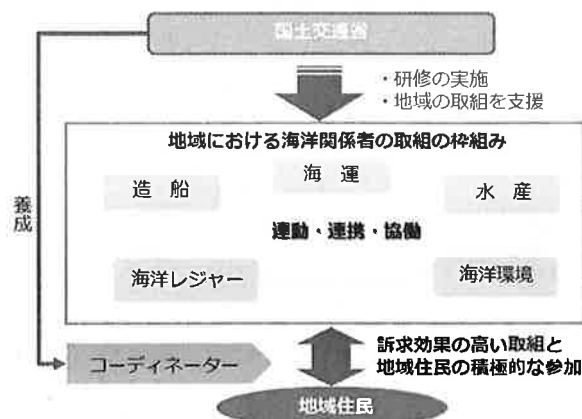 国土交通省
・研修の実施
・地域の取組を支援
地域における海洋関係者の取組の枠組み
造船
海運
水産
連動・連携・協働
海洋レジャー
海洋環境
養成
コーディネーター
訴求効果の高い取組と
地域住民の積極的な参加
地域住民